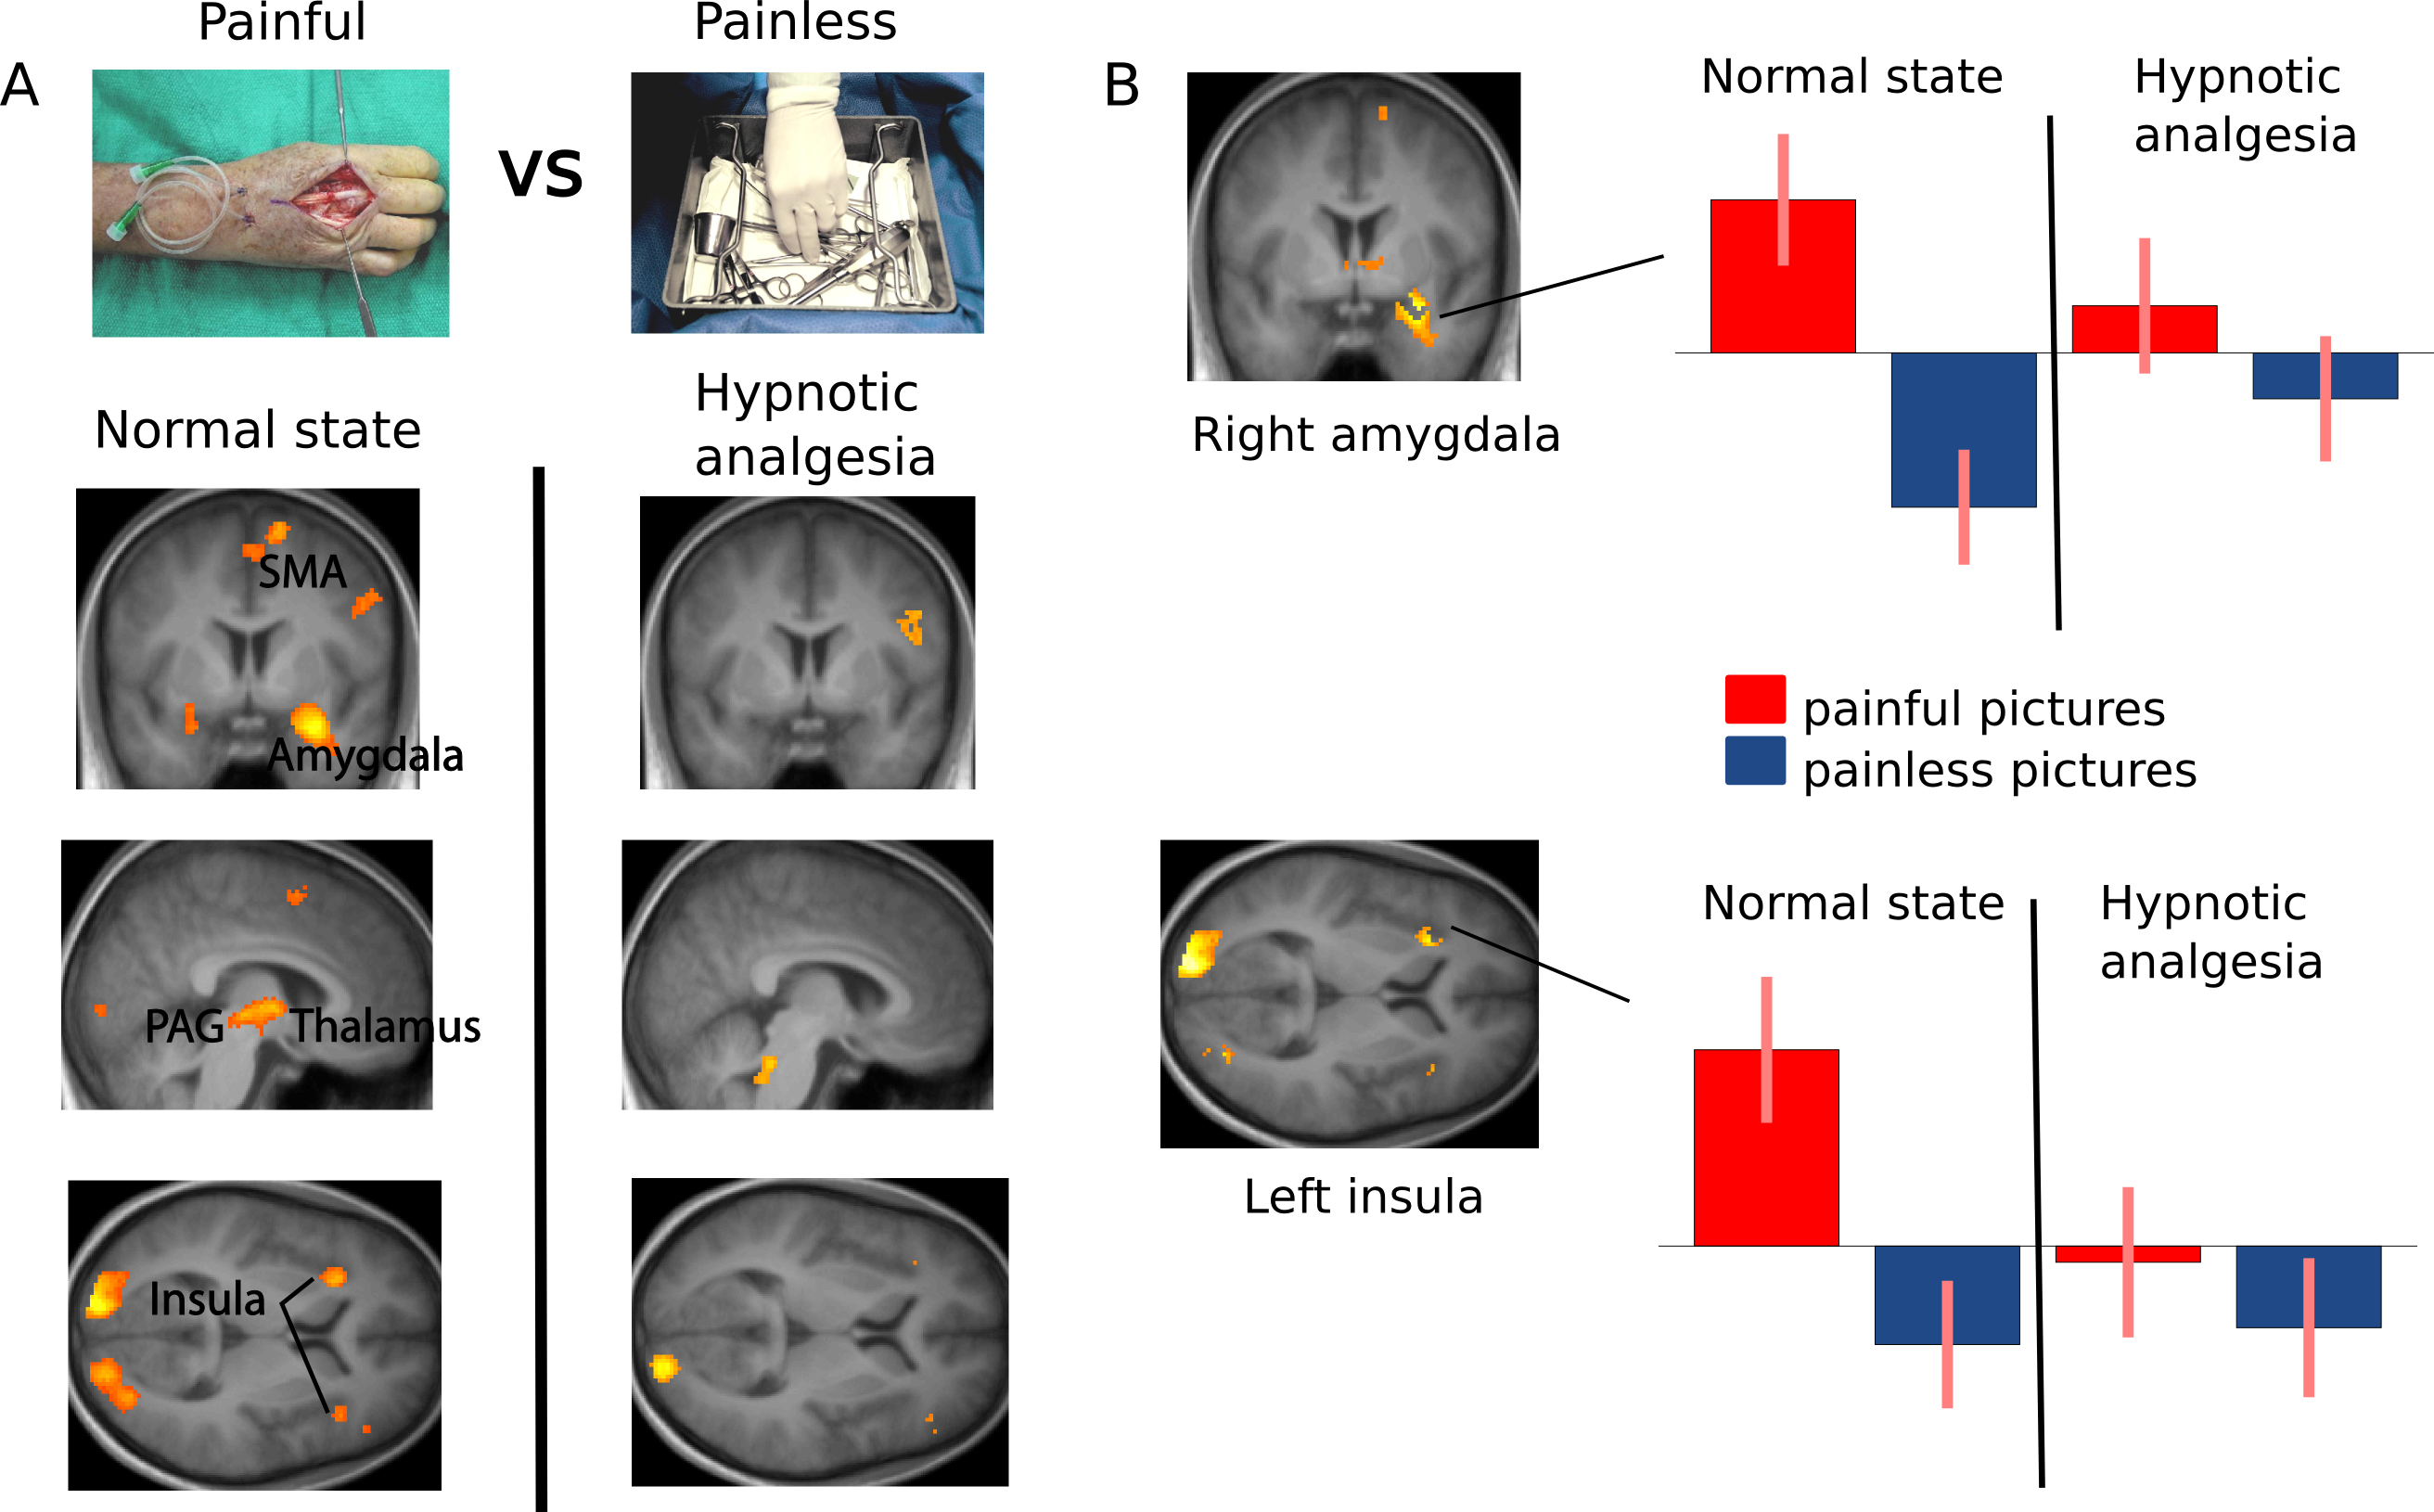 Painful
Painless
A
VS
Normal state
Hypnotic
analgesia
SMA
Amygdala
PAG
Thalamus
Insula
B
Normal state
Hypnotic
analgesia
Right amygdala
painful pictures
painless pictures
Normal state
Hypnotic
analgesia
Left insula